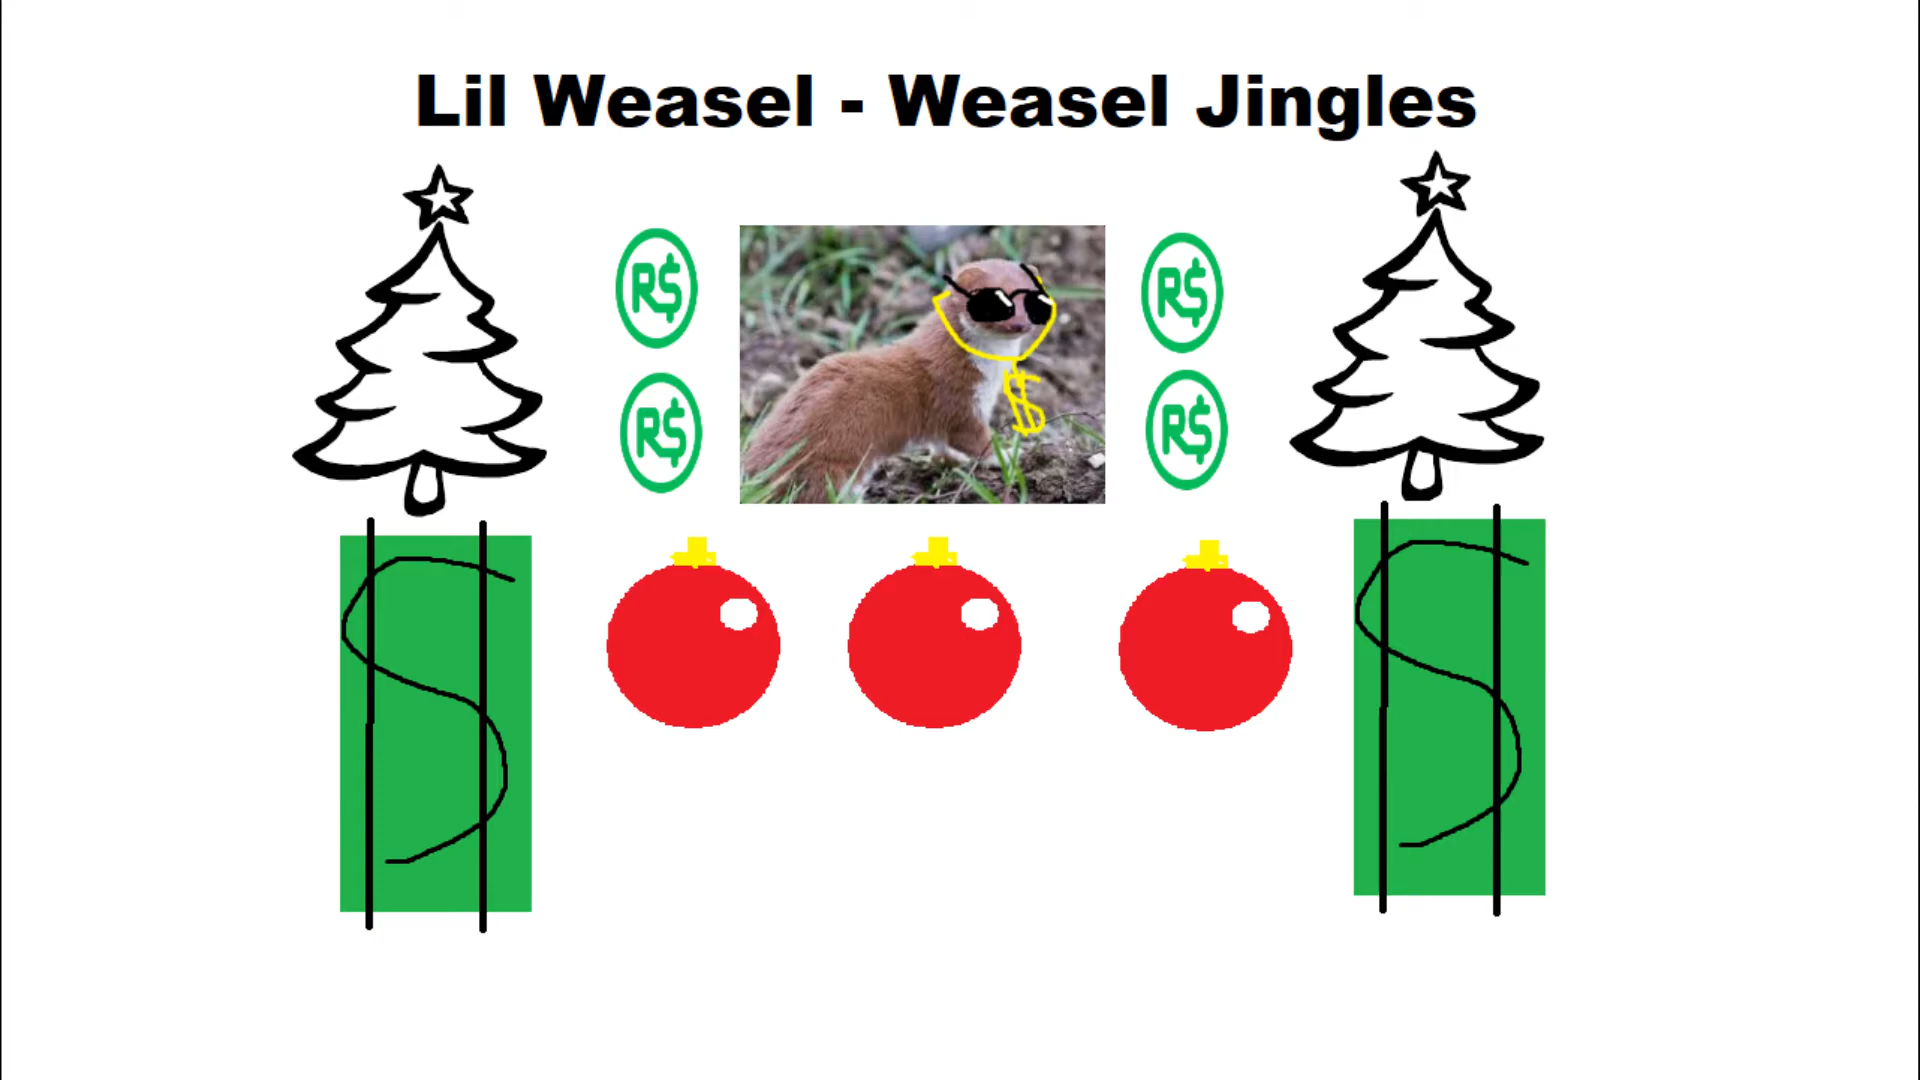 Lil Weasel - Weasel Jingles
R$ R$
R$ R$
$
$ $